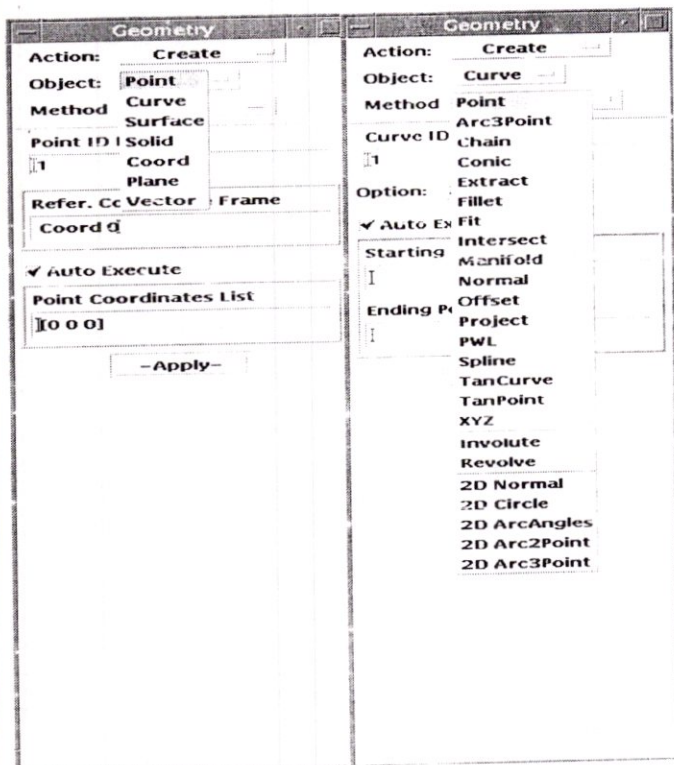 Geometry
Action: Create
Object: Point
Curve
Method
Surface
Point ID
Solid
1
Coord
Plane
Refer. Co Vector Frame
Coord 0
Auto Execute
Point Coordinates List
[0 0 0]
-Apply-
Geometry
Action: Create
Object: Curve
Method Point
Arc3Point
Curve ID
Chain
1
Conic
Extract
Option:
Fillet
Auto Ex Fit
Intersect
Starting
Manifold
Normal
Offset
Ending Po
Project
PWL
Spline
TanCurve
TanPoint
XYZ
Involute
Revolve
2D Normal
2D Circle
2D ArcAngles
2D Arc2Point
2D Arc3Point